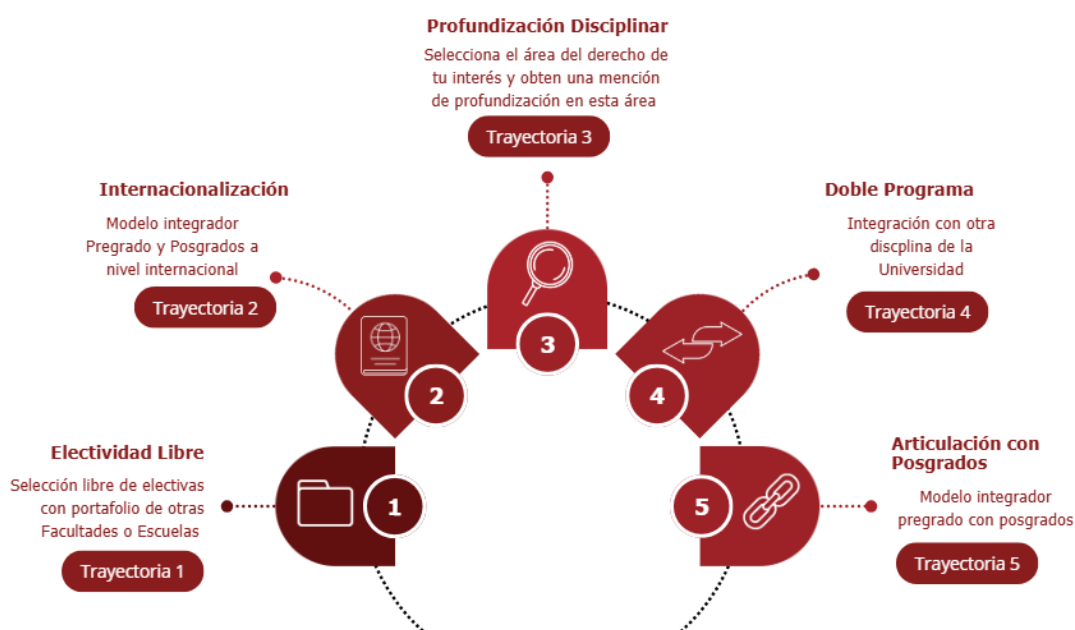 Profundización Disciplinar
Selecciona el área del derecho de
tu interés y obten una mención
de profundización en esta área
Trayectoria 3
Internacionalización
Modelo integrador
Pregrado y Posgrados a
nivel internacional
Trayectoria 2
Doble Programa
Integración con otra
discplina de la
Universidad
Trayectoria 4
3
2
4
Electividad Libre
Selección libre de electivas
con portafolio de otras
Facultades o Escuelas
Trayectoria 1
1
5
Articulación con
Posgrados
Modelo integrador
pregrado con posgrados
Trayectoria 5